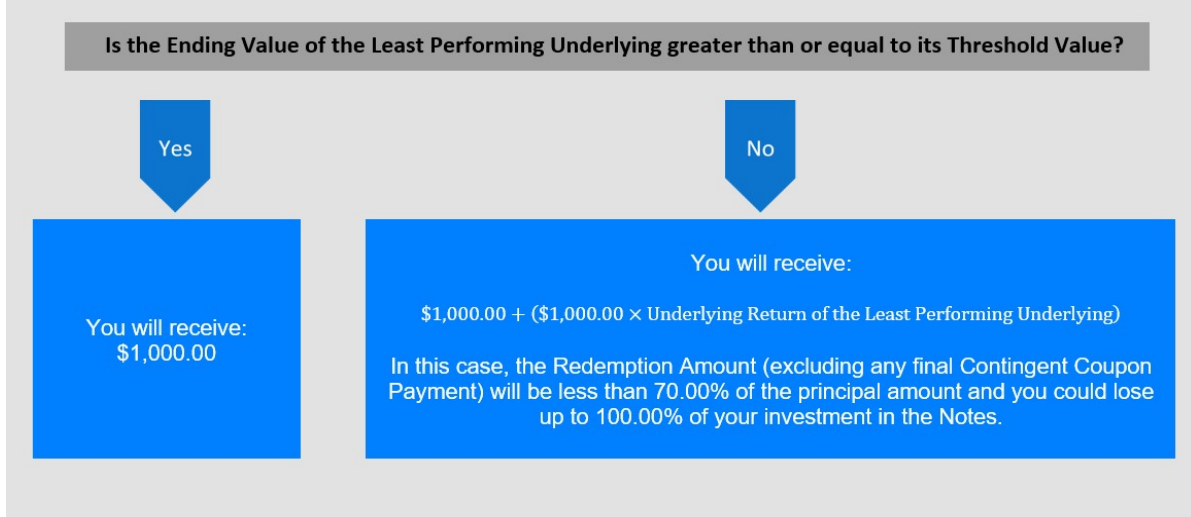 Is the Ending Value of the Least Performing Underlying greater than or equal to its Threshold Value?
Yes
No
You will receive:
$1,000.00
You will receive:
$1,000.00 + ($1,000.00 × Underlying Return of the Least Performing Underlying)
In this case, the Redemption Amount (excluding any final Contingent Coupon
Payment) will be less than 70.00% of the principal amount and you could lose
up to 100.00% of your investment in the Notes.